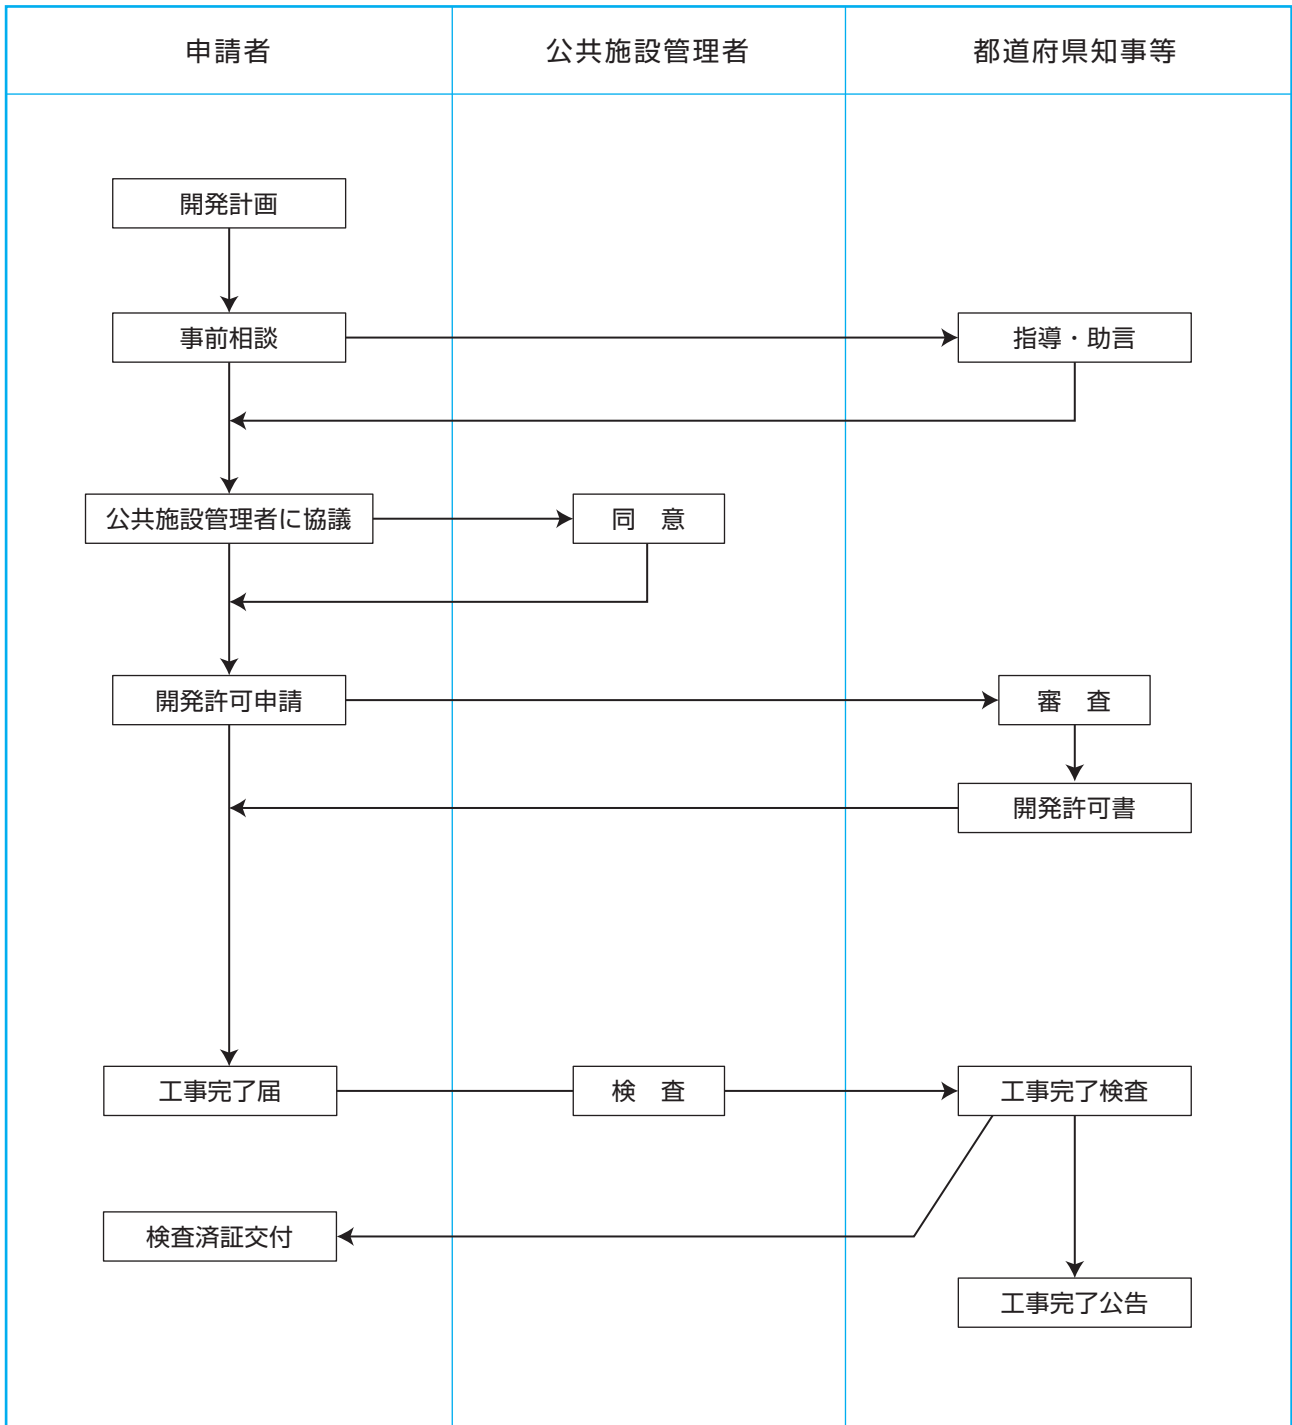 申請者
公共施設管理者
都道府県知事等
開発計画
事前相談
指導・助言
公共施設管理者に協議
同　意
開発許可申請
審　査
開発許可書
工事完了届
検　査
工事完了検査
検査済証交付
工事完了公告